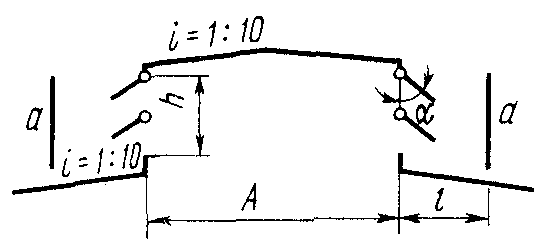 i = 1 : 10
a
h
α
a
i = 1 : 10
A
l